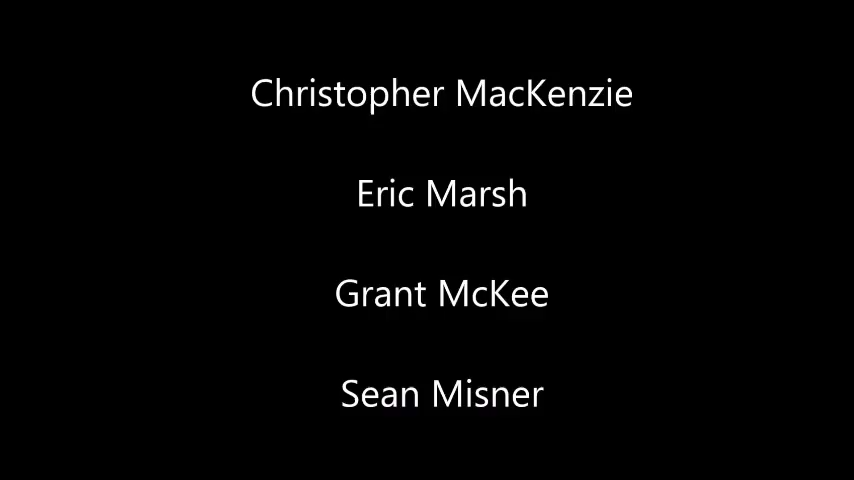 Christopher MacKenzie
Eric Marsh
Grant McKee
Sean Misner